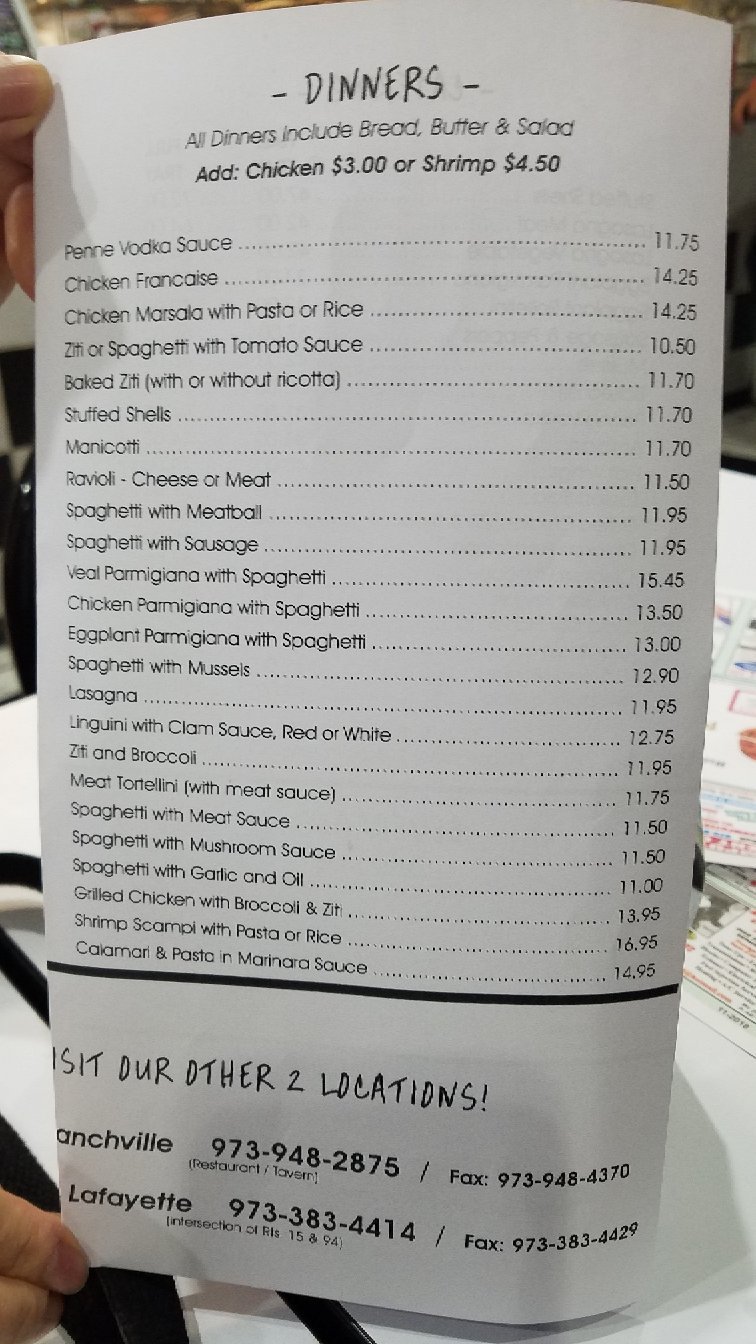 - DINNERS -
All Dinners Include Bread, Butter & Salad
Add: Chicken $3.00 or Shrimp $4.50
Penne Vodka Sauce 11.75
Chicken Francaise 14.25
Chicken Marsala with Pasta or Rice 14.25
Ziti or Spaghetti with Tomato Sauce 10.50
Baked Ziti (with or without ricotta) 11.70
Stuffed Shells 11.70
Manicotti 11.70
Ravioli - Cheese or Meat 11.50
Spaghetti with Meatball 11.95
Spaghetti with Sausage 11.95
Veal Parmigiana with Spaghetti 15.45
Chicken Parmigiana with Spaghetti 13.50
Eggplant Parmigiana with Spaghetti 13.00
Spaghetti with Mussels 12.90
Lasagna 11.95
Linguini with Clam Sauce, Red or White 12.75
Ziti and Broccoli 11.95
Meat Tortellini (with meat sauce) 11.75
Spaghetti with Meat Sauce 11.50
Spaghetti with Mushroom Sauce 11.50
Spaghetti with Garlic and Oil 11.00
Grilled Chicken with Broccoli & Ziti 13.95
Shrimp Scampi with Pasta or Rice 16.95
Calamari & Pasta in Marinara Sauce 14.95
ISIT OUR OTHER 2 LOCATIONS!
anchville 973-948-2875 / Fax: 973-948-4370
(Restaurant / Tavern)
Lafayette 973-383-4414 / Fax: 973-383-4429
(intersection of Rts. 15 & 94)